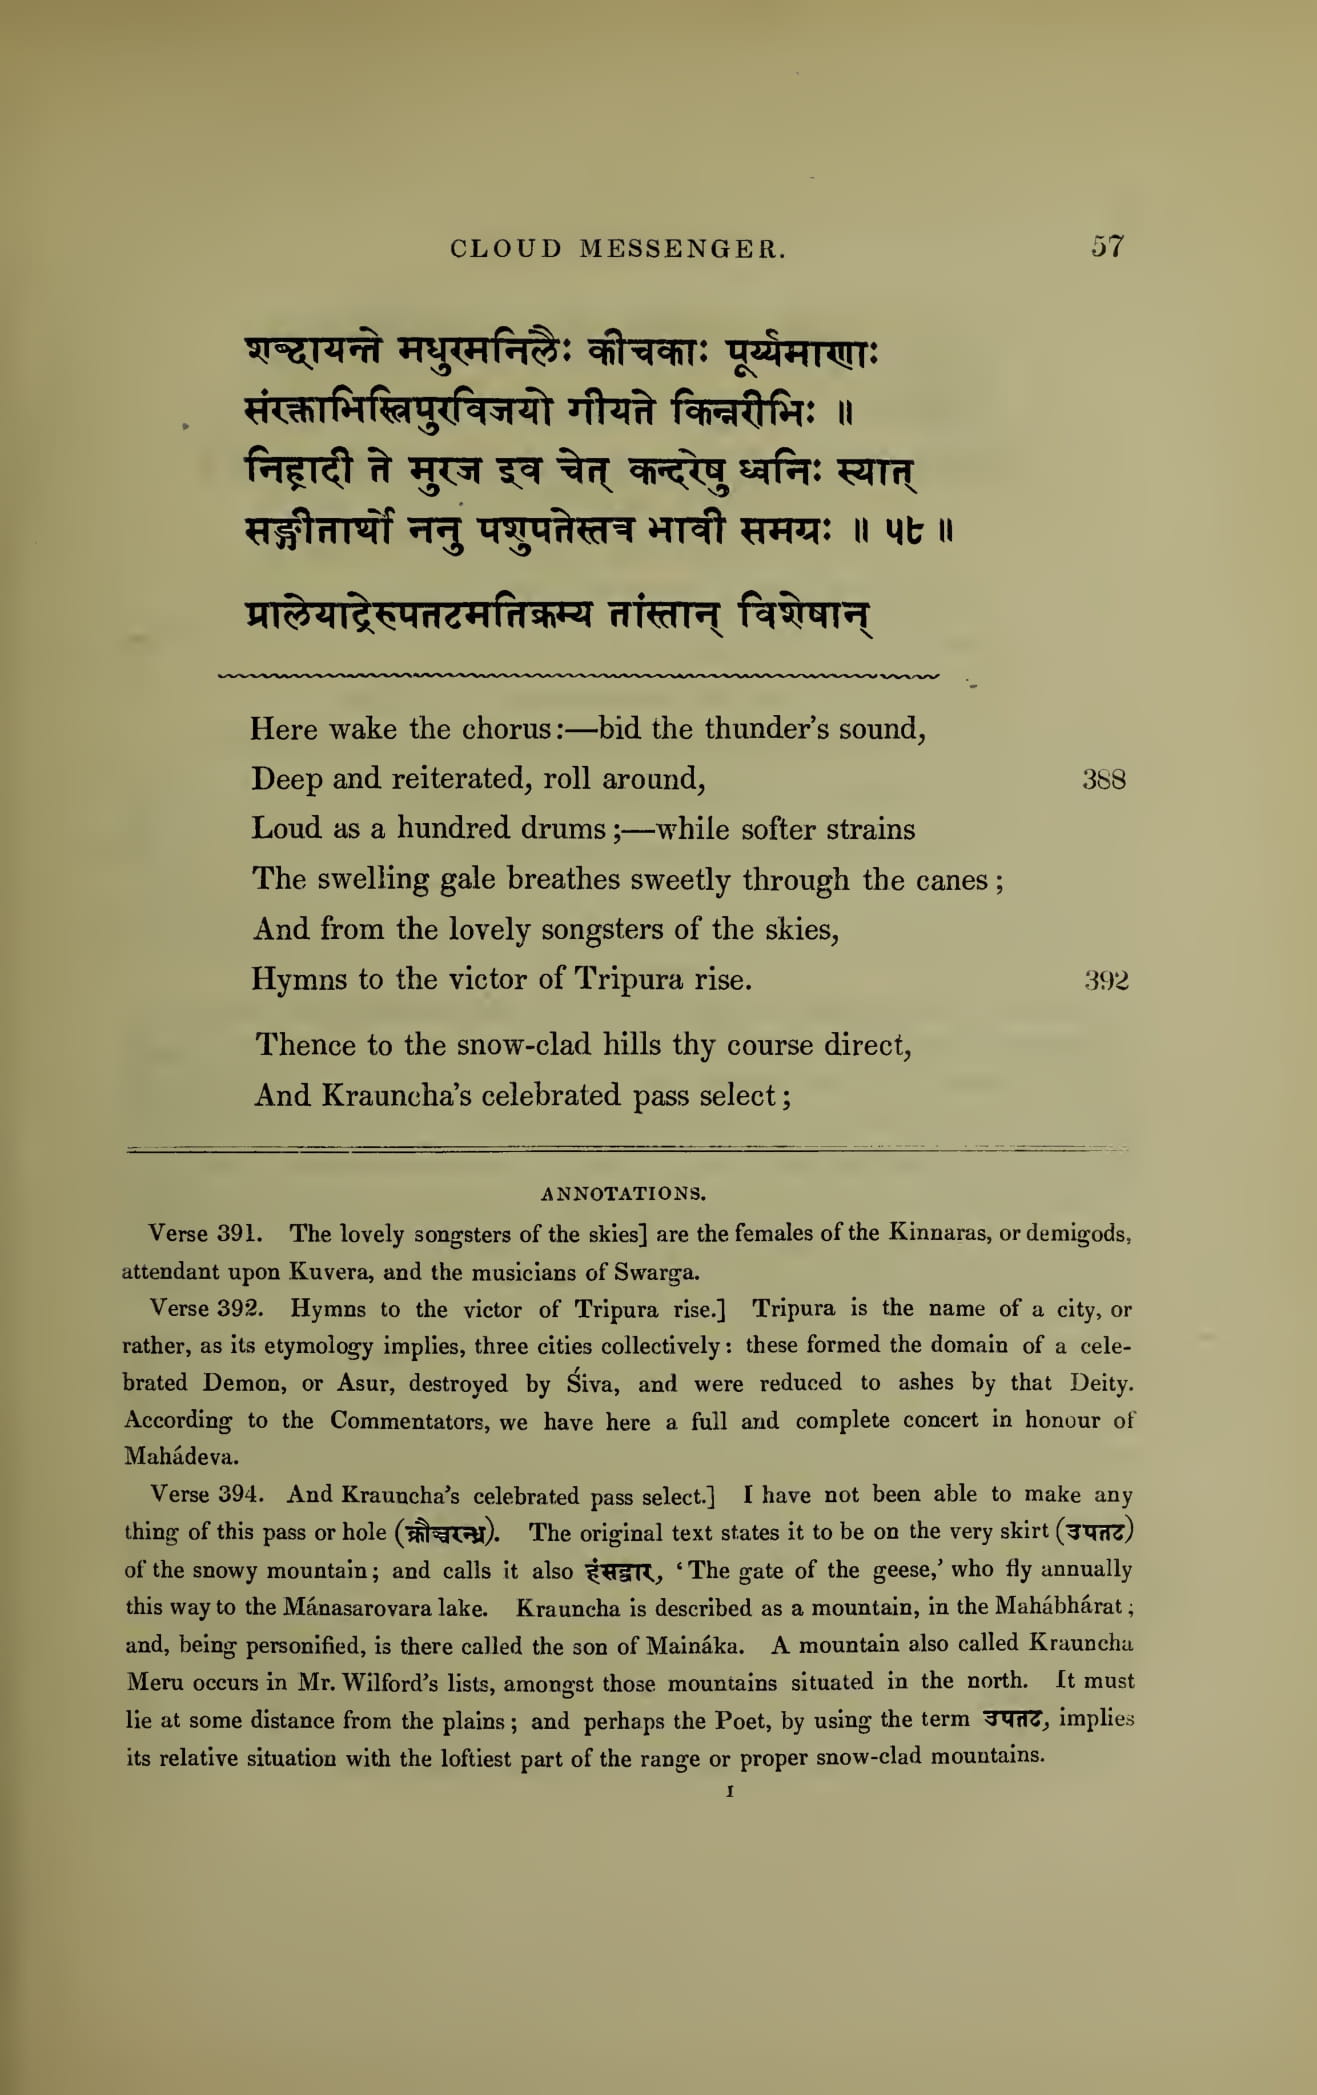 CLOUD MESSENGER. 57
शब्दायन्ते मधुरमनिलैः कीचकाः पूर्य्यमाणाः
संरक्ताभिस्त्रिपुरविजयो गीयते किन्नरीभिः ॥
निह्रादी ते मुरज इव चेत् कन्दरेषु ध्वनिः स्यात्
सङ्गीतार्थो ननु पशुपतेस्तत्र भावी समग्रः ॥ ५८ ॥
प्रालेयाद्रेरुपतटमतिक्रम्य तांस्तान् विशेषान्
Here wake the chorus:—bid the thunder’s sound,
Deep and reiterated, roll around, 388
Loud as a hundred drums;—while softer strains
The swelling gale breathes sweetly through the canes;
And from the lovely songsters of the skies,
Hymns to the victor of Tripura rise. 392
Thence to the snow-clad hills thy course direct,
And Krauncha’s celebrated pass select;
ANNOTATIONS.
Verse 391. The lovely songsters of the skies] are the females of the Kinnaras, or demigods,
attendant upon Kuvera, and the musicians of Swarga.
Verse 392. Hymns to the victor of Tripura rise.] Tripura is the name of a city, or
rather, as its etymology implies, three cities collectively: these formed the domain of a cele-
brated Demon, or Asur, destroyed by Śiva, and were reduced to ashes by that Deity.
According to the Commentators, we have here a full and complete concert in honour of
Mahádeva.
Verse 394. And Krauncha’s celebrated pass select.] I have not been able to make any
thing of this pass or hole (क्रौञ्चरन्ध्र). The original text states it to be on the very skirt (उपतट)
of the snowy mountain; and calls it also हंसद्वार, ‘The gate of the geese,’ who fly annually
this way to the Mánasarovara lake. Krauncha is described as a mountain, in the Mahábhárat;
and, being personified, is there called the son of Maináka. A mountain also called Krauncha
Meru occurs in Mr. Wilford’s lists, amongst those mountains situated in the north. It must
lie at some distance from the plains; and perhaps the Poet, by using the term उपतट, implies
its relative situation with the loftiest part of the range or proper snow-clad mountains.
I